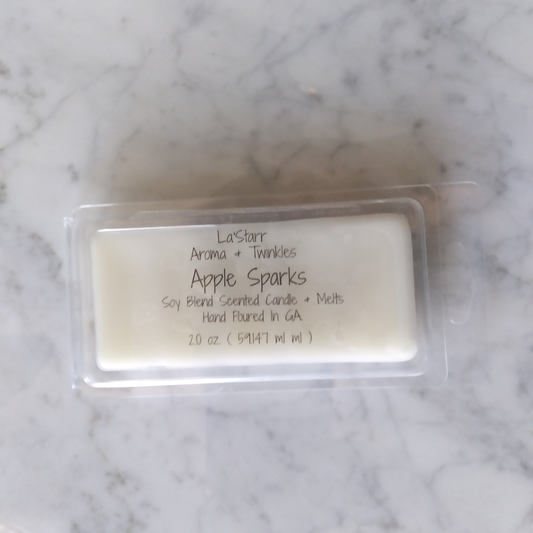 La'Starr
Aroma + Twinkles
Apple Sparks
Soy Blend Scented Candle + Melts
Hand Poured In GA
2.0 oz ( 59.147 ml ml )